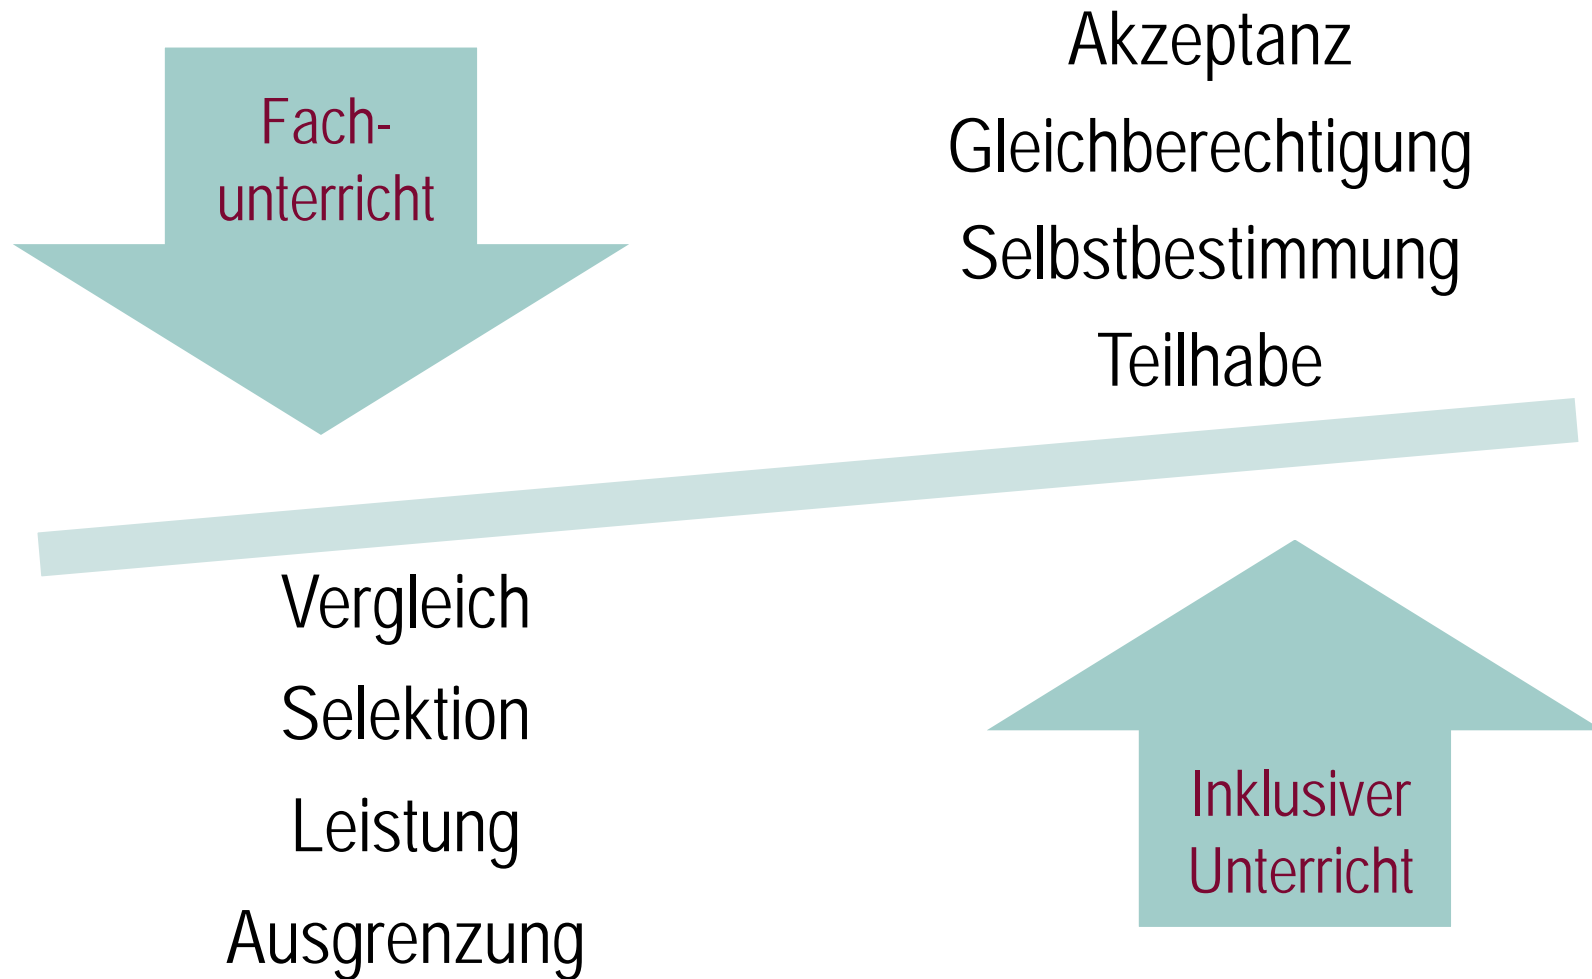 Fach-
unterricht
Akzeptanz
Gleichberechtigung
Selbstbestimmung
Teilhabe
Vergleich
Selektion
Leistung
Ausgrenzung
Inklusiver
Unterricht